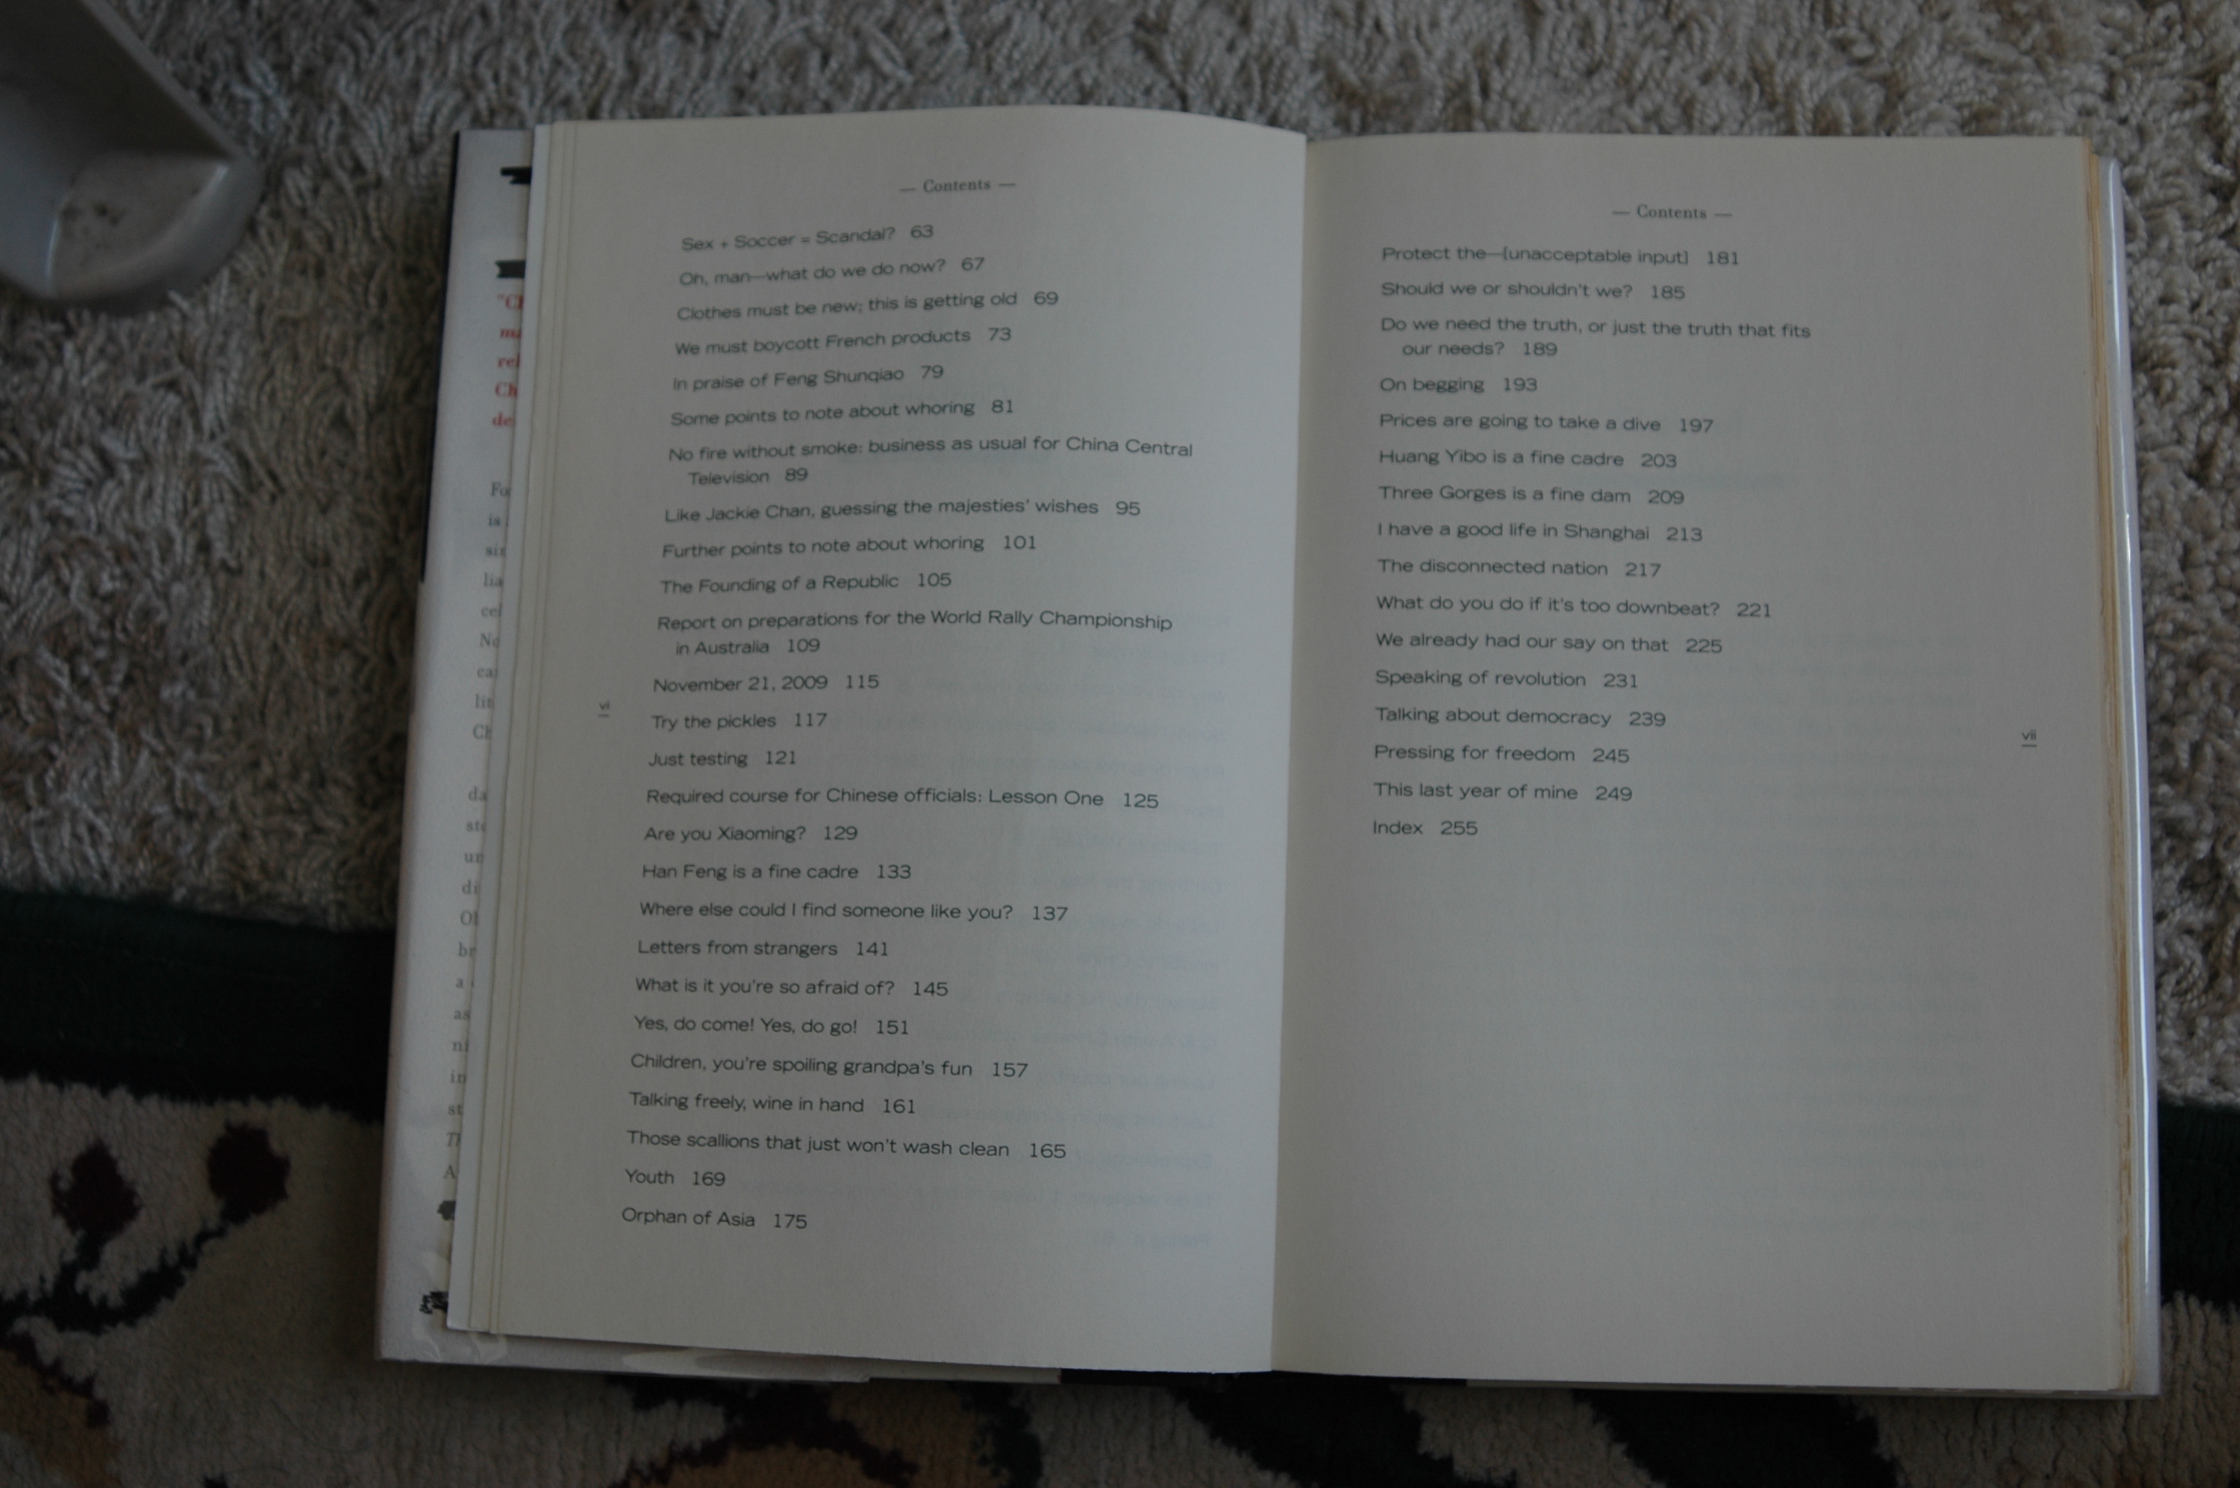 — Contents —
Sex + Soccer = Scandal? 63
Oh, man—what do we do now? 67
Clothes must be new; this is getting old 69
We must boycott French products 73
In praise of Feng Shunqiao 79
Some points to note about whoring 81
No fire without smoke: business as usual for China Central
Television 89
Like Jackie Chan, guessing the majesties' wishes 95
Further points to note about whoring 101
The Founding of a Republic 105
Report on preparations for the World Rally Championship
in Australia 109
November 21, 2009 115
Try the pickles 117
Just testing 121
Required course for Chinese officials: Lesson One 125
Are you Xiaoming? 129
Han Feng is a fine cadre 133
Where else could I find someone like you? 137
Letters from strangers 141
What is it you're so afraid of? 145
Yes, do come! Yes, do go! 151
Children, you're spoiling grandpa's fun 157
Talking freely, wine in hand 161
Those scallions that just won't wash clean 165
Youth 169
Orphan of Asia 175
vi
— Contents —
Protect the—[unacceptable input] 181
Should we or shouldn't we? 185
Do we need the truth, or just the truth that fits
our needs? 189
On begging 193
Prices are going to take a dive 197
Huang Yibo is a fine cadre 203
Three Gorges is a fine dam 209
I have a good life in Shanghai 213
The disconnected nation 217
What do you do if it's too downbeat? 221
We already had our say on that 225
Speaking of revolution 231
Talking about democracy 239
Pressing for freedom 245
This last year of mine 249
Index 255
vii